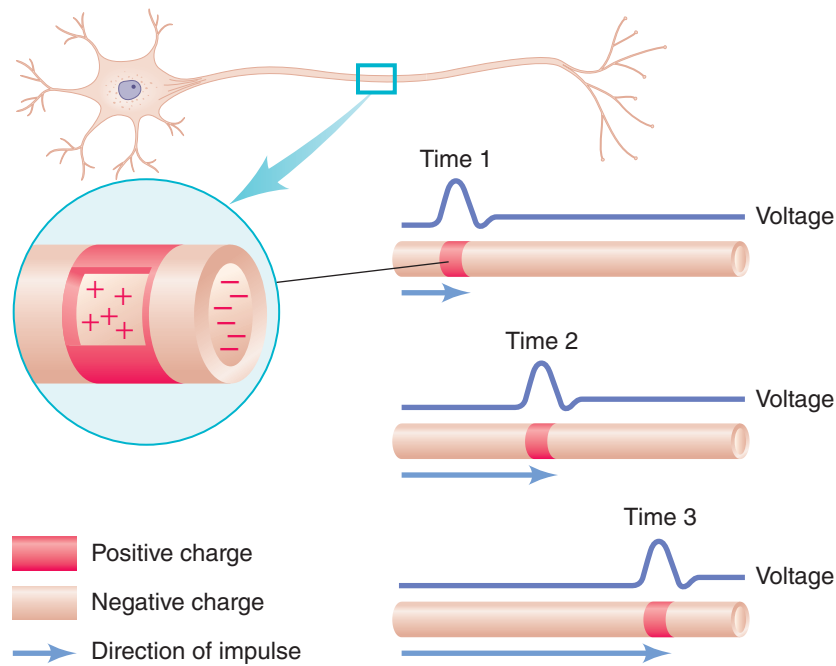 Time 1
Voltage
Time 2
Voltage
Time 3
Voltage
Positive charge
Negative charge
Direction of impulse